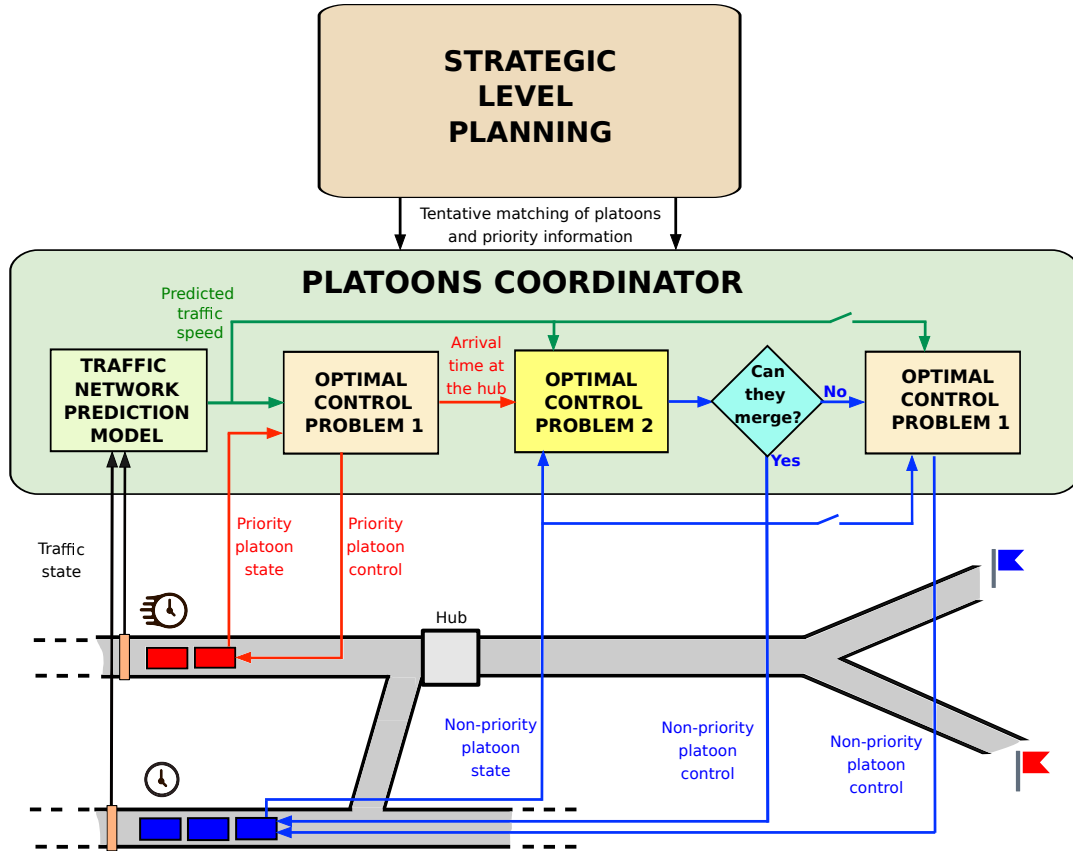 STRATEGIC
LEVEL
PLANNING
Tentative matching of platoons
and priority information
PLATOONS COORDINATOR
Predicted
traffic
speed
TRAFFIC
NETWORK
PREDICTION
MODEL
OPTIMAL
CONTROL
PROBLEM 1
Arrival
time at
the hub
OPTIMAL
CONTROL
PROBLEM 2
Can
they
merge?
No
Yes
OPTIMAL
CONTROL
PROBLEM 1
Traffic
state
Priority
platoon
state
Priority
platoon
control
Hub
Non-priority
platoon
state
Non-priority
platoon
control
Non-priority
platoon
control